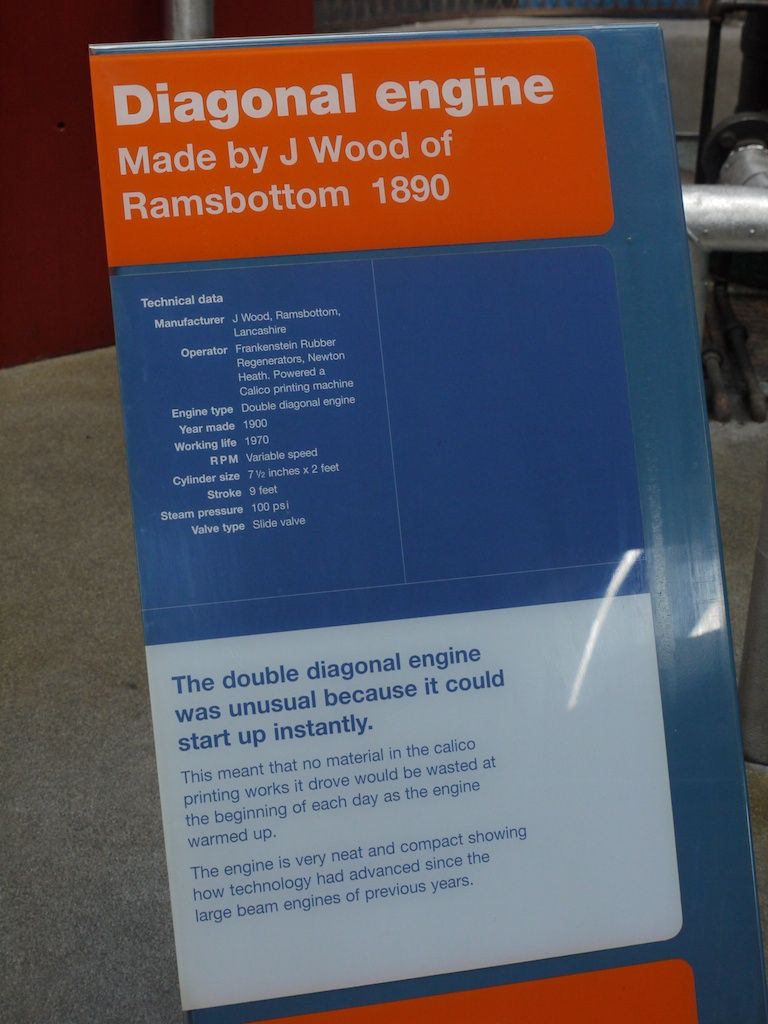 Diagonal engine
Made by J Wood of
Ramsbottom 1890
Technical data
Manufacturer J Wood, Ramsbottom,
Lancashire
Operator Frankenstein Rubber
Regenerators, Newton
Heath. Powered a
Calico printing machine
Engine type Double diagonal engine
Year made 1900
Working life 1970
RPM Variable speed
Cylinder size 7 ½ inches x 2 feet
Stroke 9 feet
Steam pressure 100 psi
Valve type Slide valve
The double diagonal engine
was unusual because it could
start up instantly.
This meant that no material in the calico
printing works it drove would be wasted at
the beginning of each day as the engine
warmed up.
The engine is very neat and compact showing
how technology had advanced since the
large beam engines of previous years.